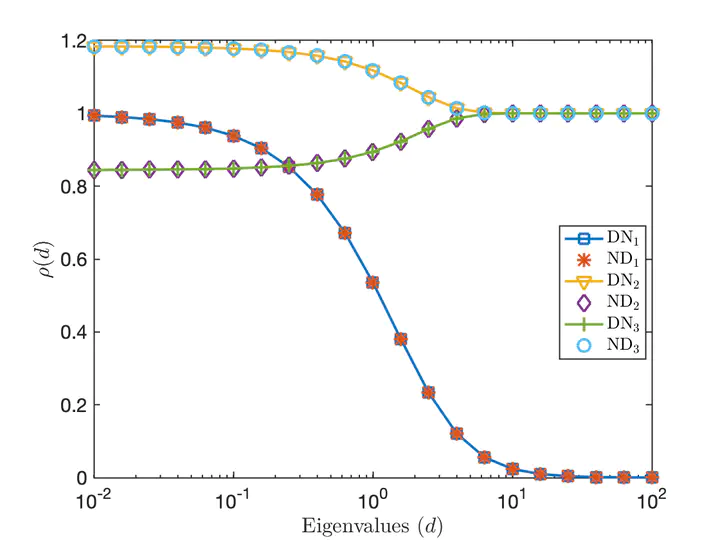 1.2
1
0.8
0.6
0.4
0.2
0
ρ(d)
10⁻²
10⁻¹
10⁰
10¹
10²
Eigenvalues (d)
DN₁
ND₁
DN₂
ND₂
DN₃
ND₃